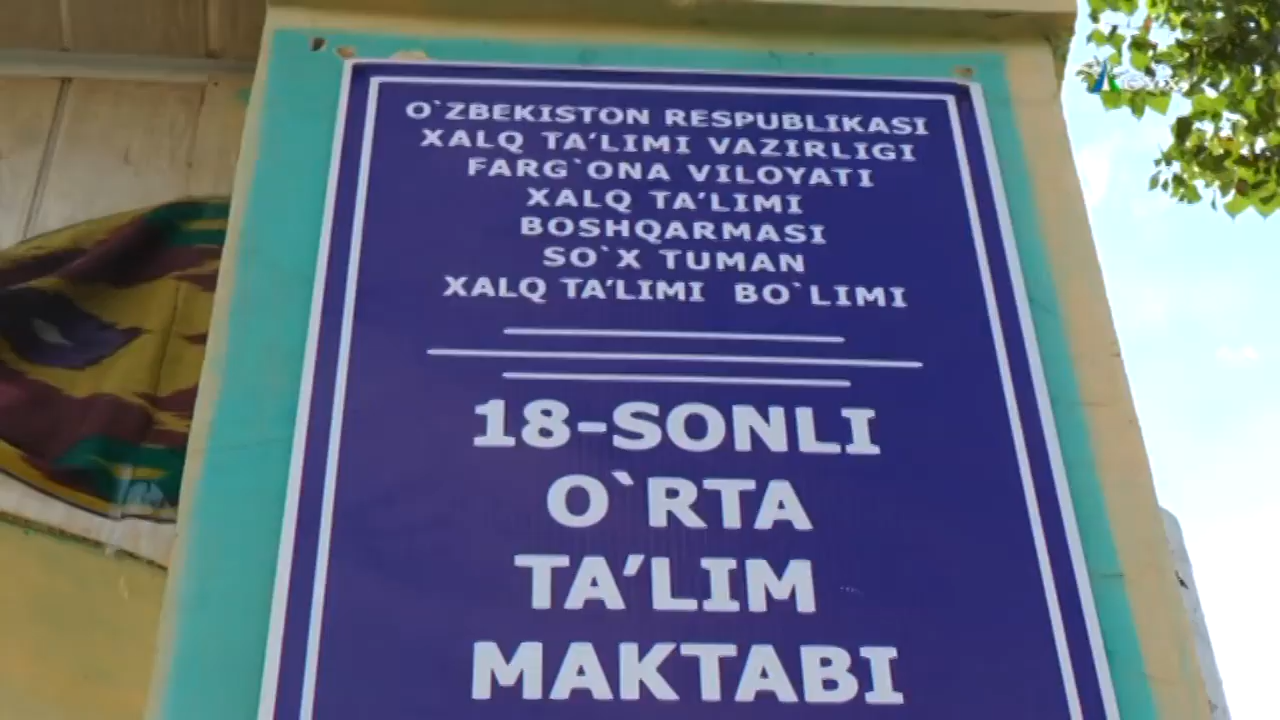 O`ZBEKISTON RESPUBLIKASI
XALQ TA’LIMI VAZIRLIGI
FARG`ONA VILOYATI
XALQ TA’LIMI
BOSHQARMASI
SO`X TUMAN
XALQ TA’LIMI BO`LIMI
18-SONLI
O`RTA
TA’LIM
MAKTABI